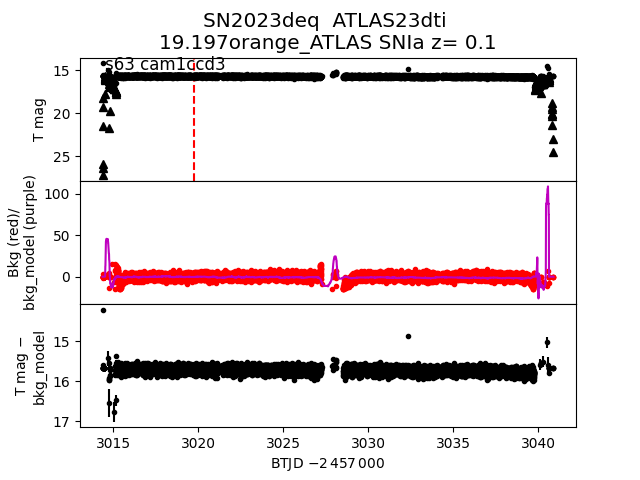 SN2023deq  ATLAS23dti
19.197orange_ATLAS SNIa z= 0.1
s63 cam1ccd3
15
20
25
T mag
100
50
0
Bkg (red)/
bkg_model (purple)
15
16
17
T mag −
bkg_model
3015 3020 3025 3030 3035 3040
BTJD −2 457 000